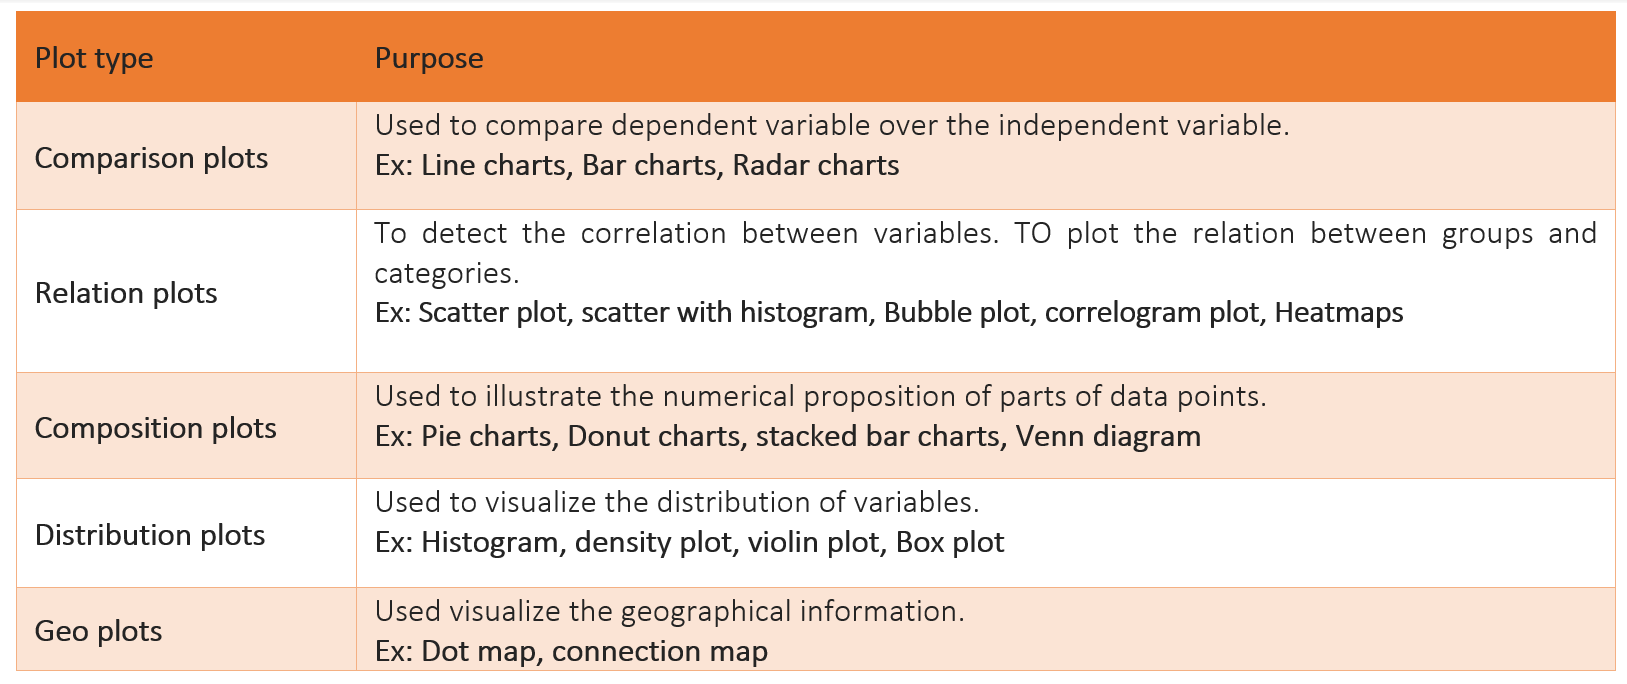 Plot type Purpose
Comparison plots
Used to compare dependent variable over the independent variable.
Ex: Line charts, Bar charts, Radar charts
Relation plots
To detect the correlation between variables. TO plot the relation between groups and
categories.
Ex: Scatter plot, scatter with histogram, Bubble plot, correlogram plot, Heatmaps
Composition plots
Used to illustrate the numerical proposition of parts of data points.
Ex: Pie charts, Donut charts, stacked bar charts, Venn diagram
Distribution plots
Used to visualize the distribution of variables.
Ex: Histogram, density plot, violin plot, Box plot
Geo plots
Used visualize the geographical information.
Ex: Dot map, connection map